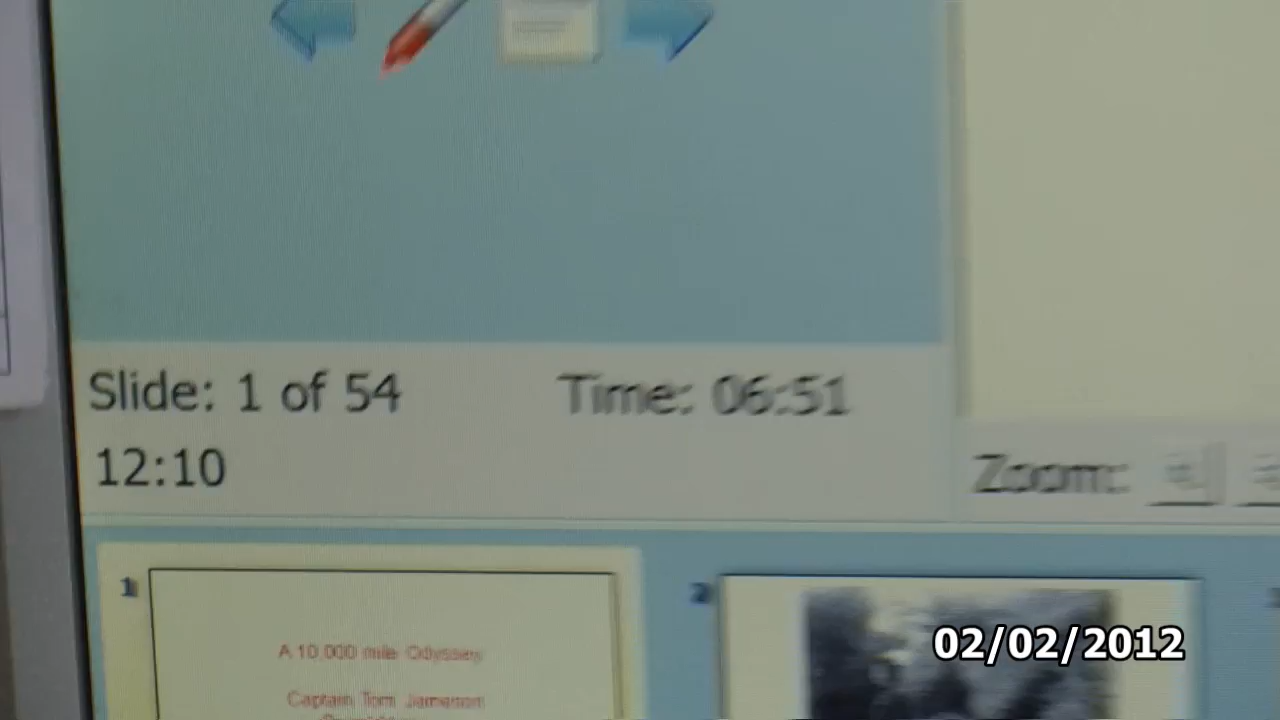 Slide: 1 of 54
Time: 06:51
12:10
Zoom:
1
2
A 10,000 mile Odyssey
Captain Tom Jameson
02/02/2012